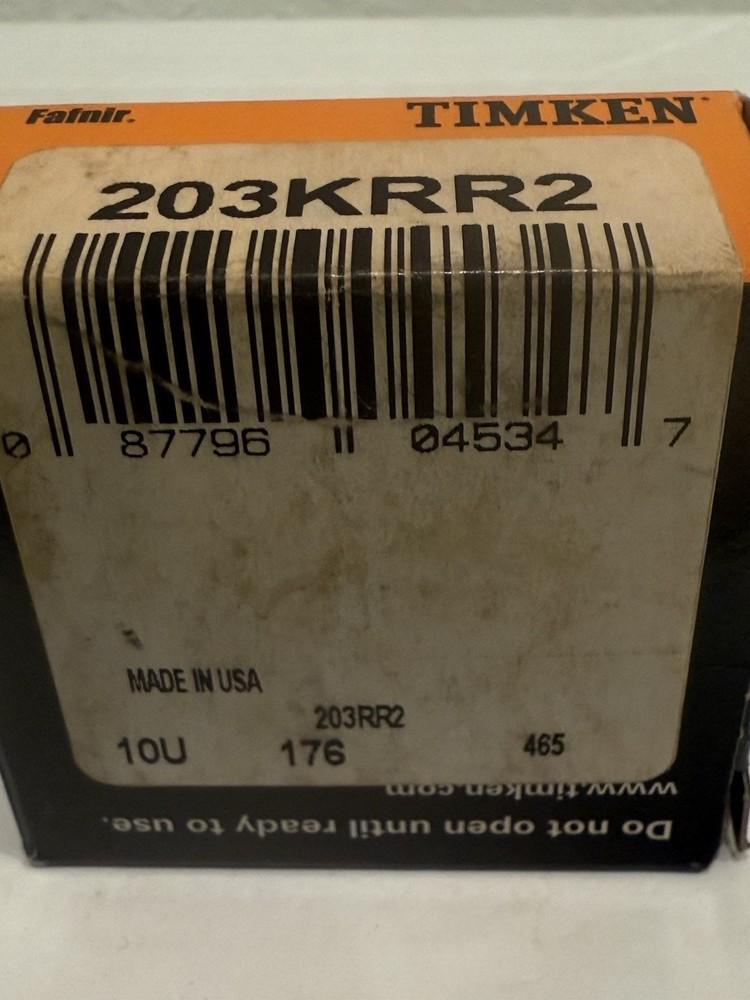 Fafnir. TIMKEN
203KRR2
0 87796 04534 7
MADE IN USA
203RR2
10U 176 465
www.timken.com
Do not open until ready to use.